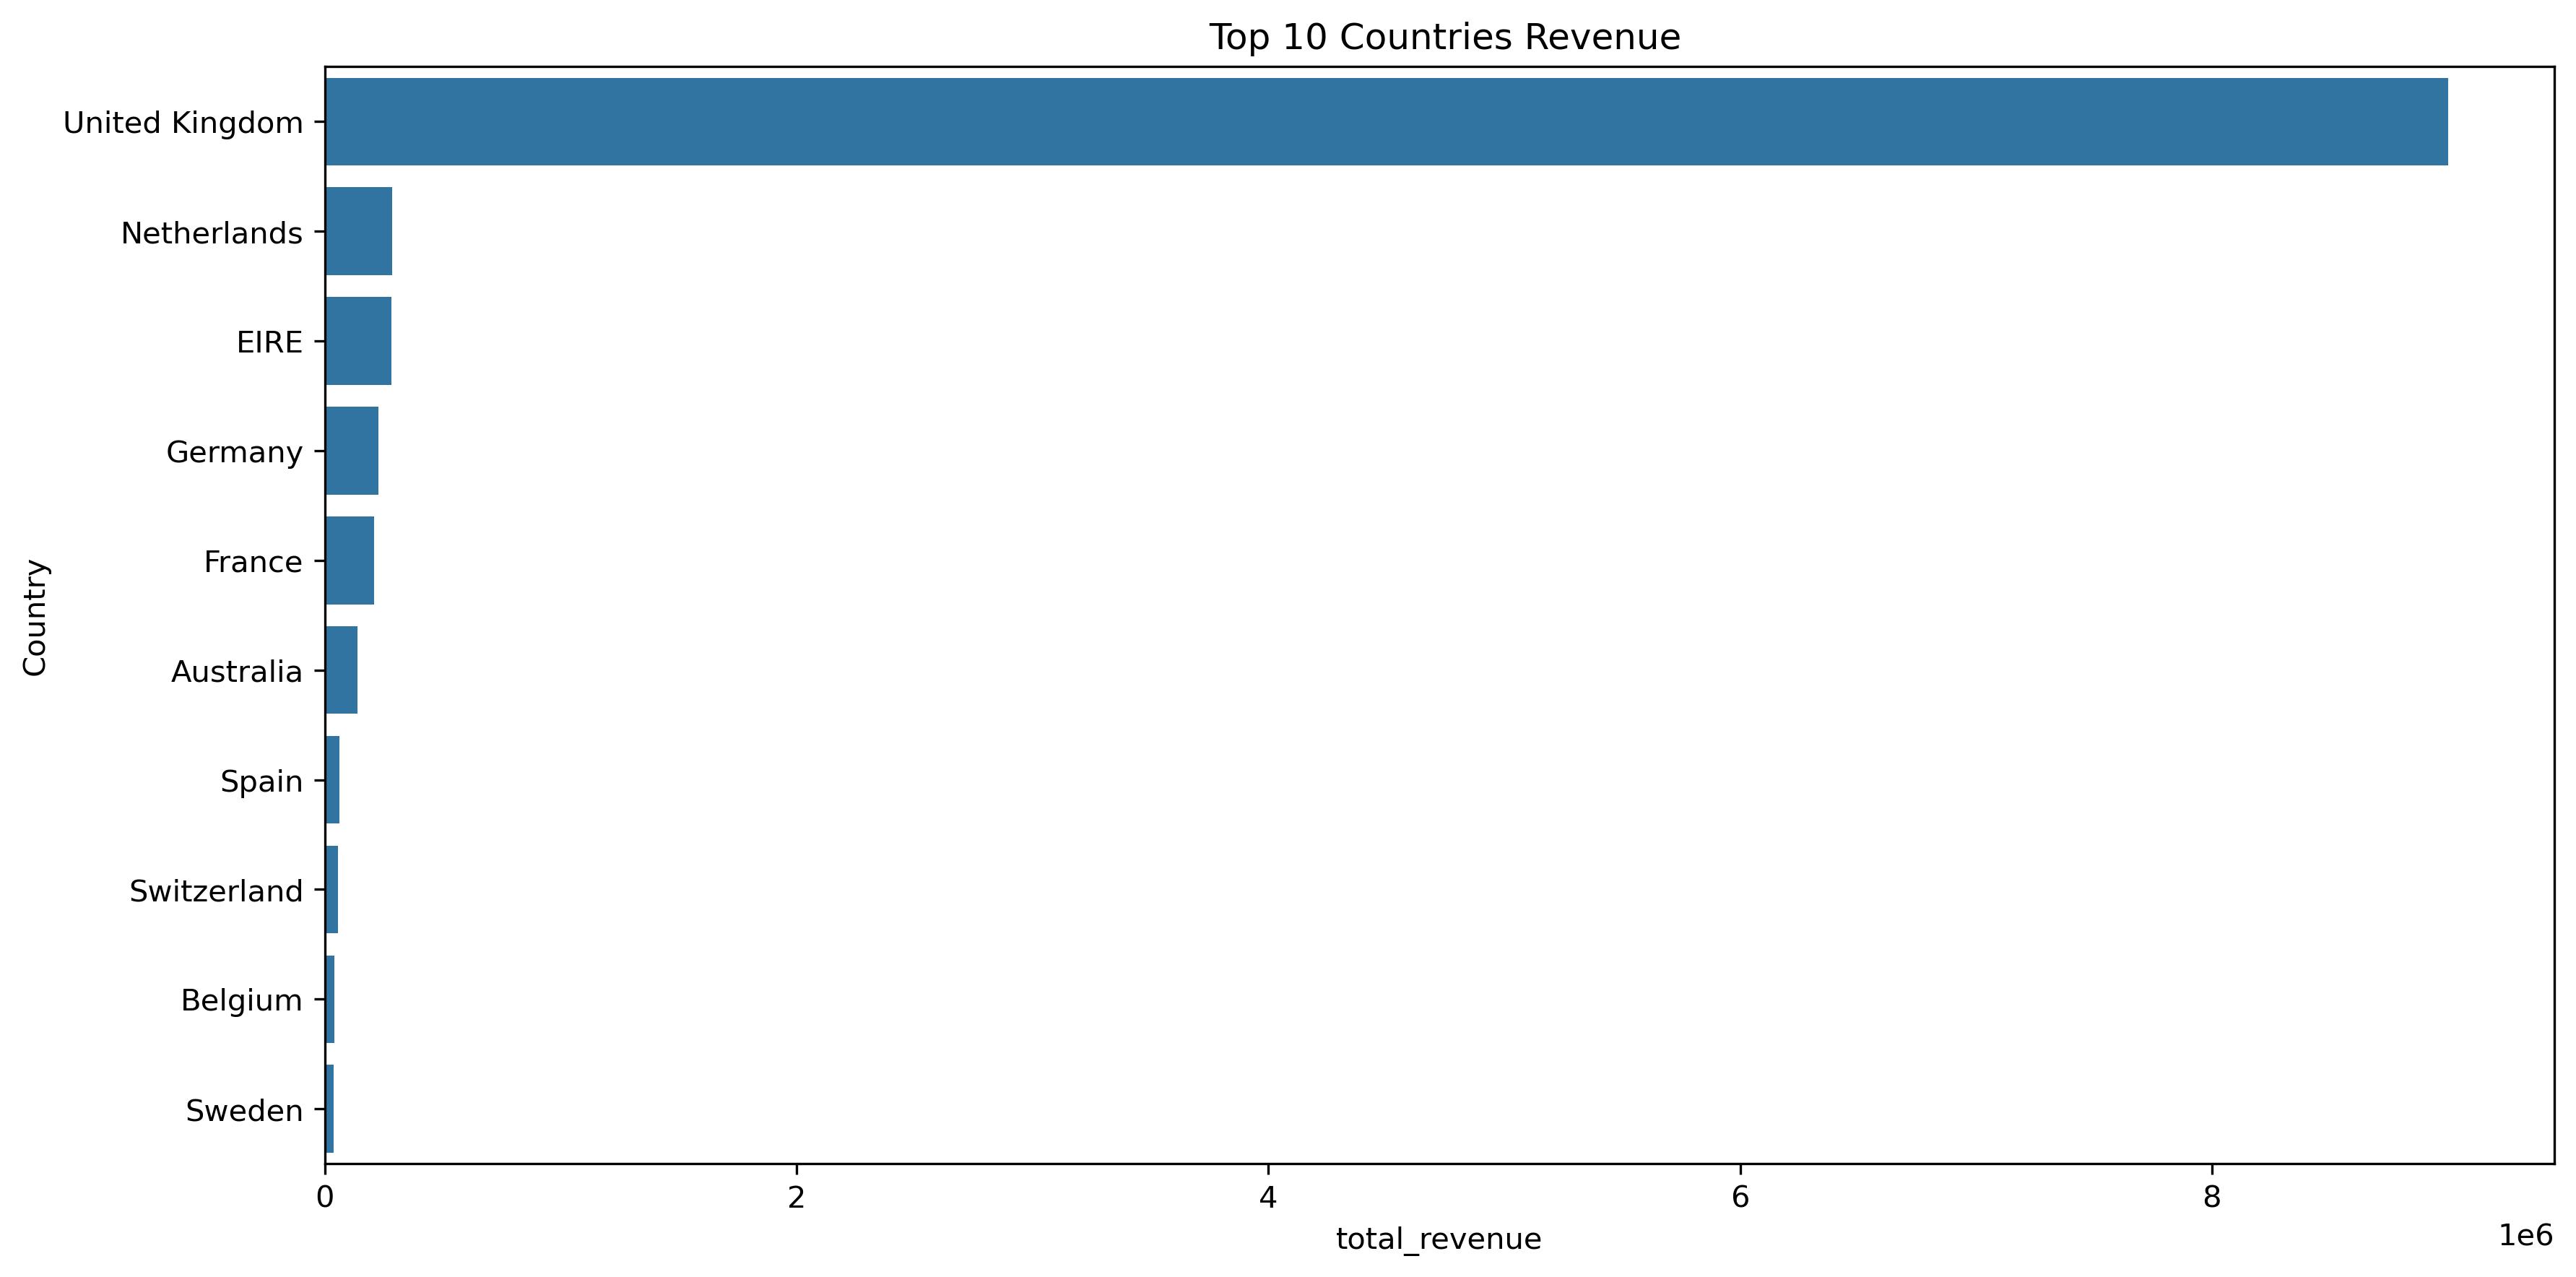 Top 10 Countries Revenue
United Kingdom
Netherlands
EIRE
Germany
France
Australia
Spain
Switzerland
Belgium
Sweden
Country
0 2 4 6 8
1e6
total_revenue